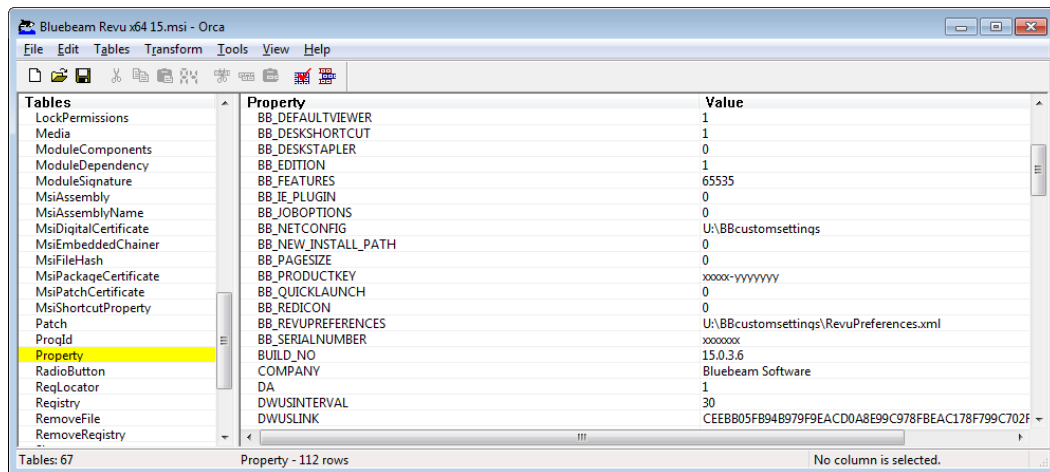 Bluebeam Revu x64 15.msi - Orca
File Edit Tables Transform Tools View Help
Tables
LockPermissions
Media
ModuleComponents
ModuleDependency
ModuleSignature
MsiAssembly
MsiAssemblyName
MsiDigitalCertificate
MsiEmbeddedChainer
MsiFileHash
MsiPackageCertificate
MsiPatchCertificate
MsiShortcutProperty
Patch
ProgId
Property
RadioButton
RegLocator
Registry
RemoveFile
RemoveRegistry
Property Value
BB_DEFAULTVIEWER 1
BB_DESKSHORTCUT 1
BB_DESKSTAPLER 0
BB_EDITION 1
BB_FEATURES 65535
BB_IE_PLUGIN 0
BB_JOBOPTIONS 0
BB_NETCONFIG U:\BBcustomsettings
BB_NEW_INSTALL_PATH 0
BB_PAGESIZE 0
BB_PRODUCTKEY xxxxx-yyyyyyy
BB_QUICKLAUNCH 0
BB_REDICON 0
BB_REVUPREFERENCES U:\BBcustomsettings\RevuPreferences.xml
BB_SERIALNUMBER xxxxxxx
BUILD_NO 15.0.3.6
COMPANY Bluebeam Software
DA 1
DWUSINTERVAL 30
DWUSLINK CEEBB05FB94B979F9EACD0A8E99C978FBEAC178F799C702F
Tables: 67
Property - 112 rows
No column is selected.